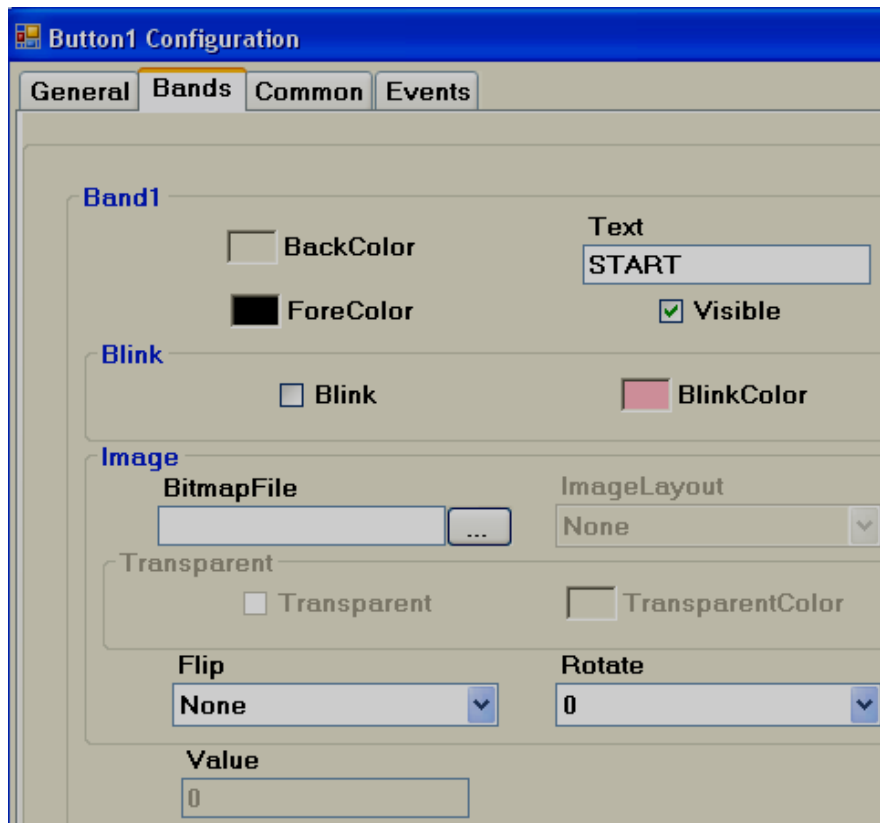 Button1 Configuration
General Bands Common Events
Band1
BackColor
Text
START
ForeColor
Visible
Blink
Blink
BlinkColor
Image
BitmapFile
ImageLayout
...
None
Transparent
Transparent
TransparentColor
Flip
Rotate
None
0
Value
0